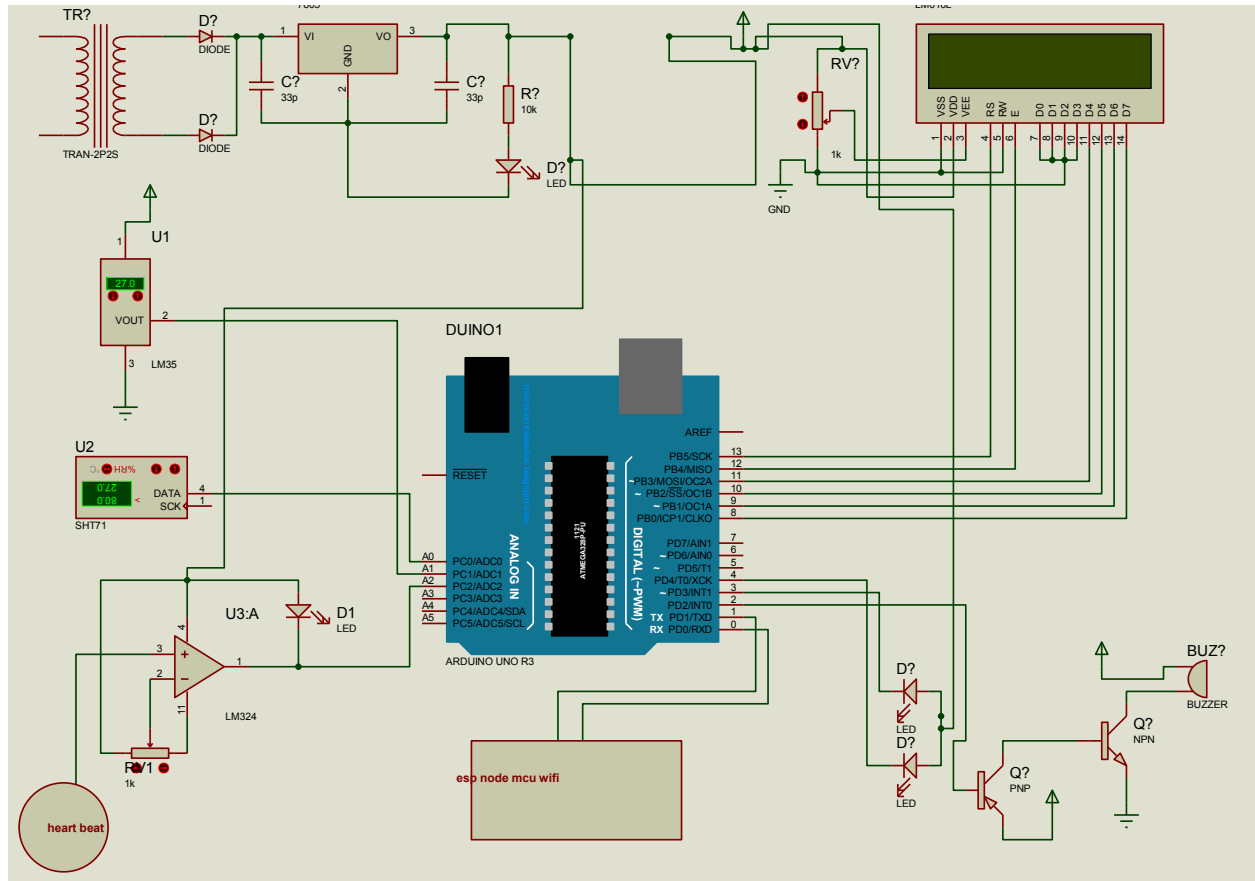 TR?
TRAN-2P2S
D?
DIODE
D?
DIODE
1
VI
VO
3
GND
2
C?
33p
C?
33p
R?
10k
D?
LED
RV?
1k
GND
VSS
VDD
VEE
RS
RW
E
D0
D1
D2
D3
D4
D5
D6
D7
1
2
3
4
5
6
7
8
9
10
11
12
13
14
1
U1
27.0
VOUT
2
3
LM35
DUINO1
U2
%RH
°C
80.0
27.0
>
DATA
4
SCK
1
SHT71
RESET
AREF
PB5/SCK
13
PB4/MISO
12
~PB3/MOSI/OC2A
11
~ PB2/SS/OC1B
10
~ PB1/OC1A
9
PB0/ICP1/CLKO
8
PD7/AIN1
7
~ PD6/AIN0
6
~ PD5/T1
5
PD4/T0/XCK
4
~ PD3/INT1
3
PD2/INT0
2
TX PD1/TXD
1
RX PD0/RXD
0
A0
PC0/ADC0
A1
PC1/ADC1
A2
PC2/ADC2
A3
PC3/ADC3
A4
PC4/ADC4/SDA
A5
PC5/ADC5/SCL
ANALOG IN
DIGITAL (~PWM)
1121
ATMEGA328P-PU
ARDUINO UNO R3
U3:A
4
3
2
1
11
LM324
D1
LED
RV1
1k
heart beat
esp node mcu wifi
D?
LED
D?
LED
Q?
PNP
Q?
NPN
BUZ?
BUZZER